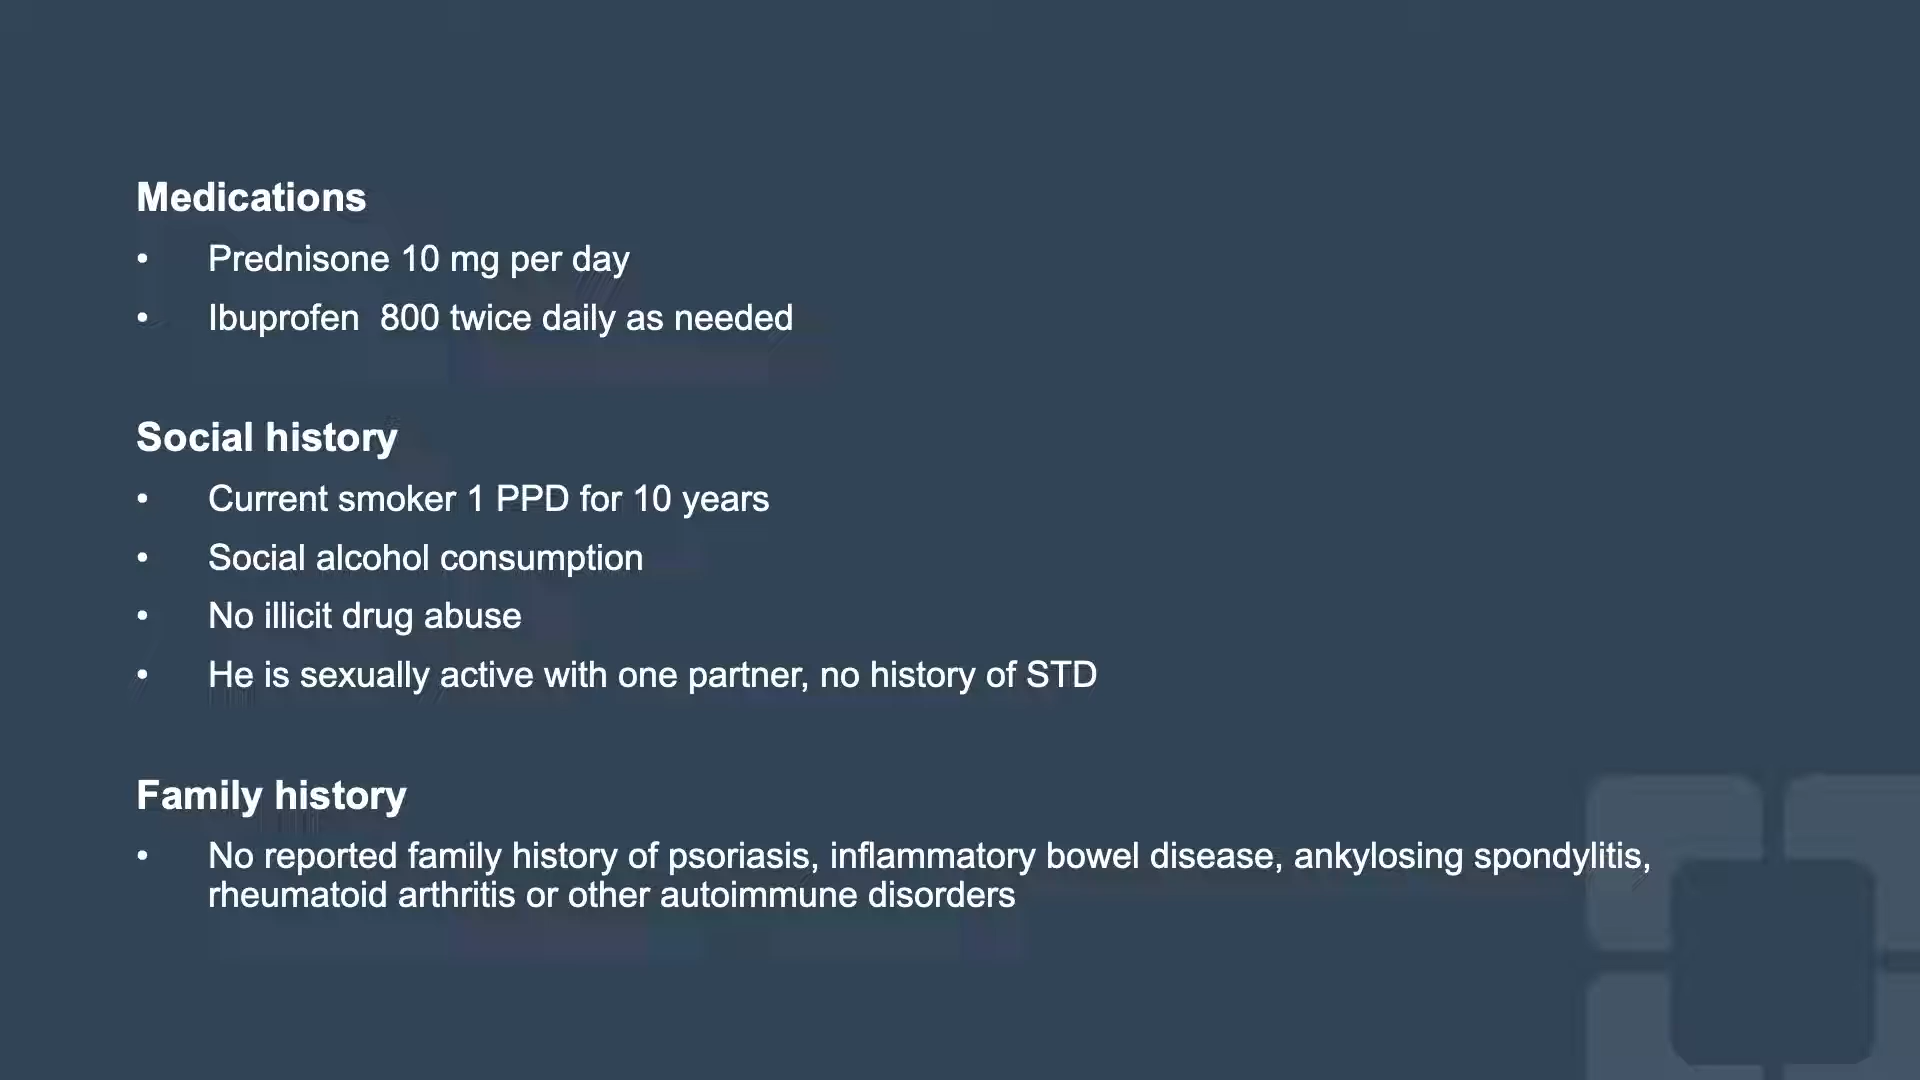 Medications
• Prednisone 10 mg per day
• Ibuprofen  800 twice daily as needed
Social history
• Current smoker 1 PPD for 10 years
• Social alcohol consumption
• No illicit drug abuse
• He is sexually active with one partner, no history of STD
Family history
• No reported family history of psoriasis, inflammatory bowel disease, ankylosing spondylitis,
rheumatoid arthritis or other autoimmune disorders